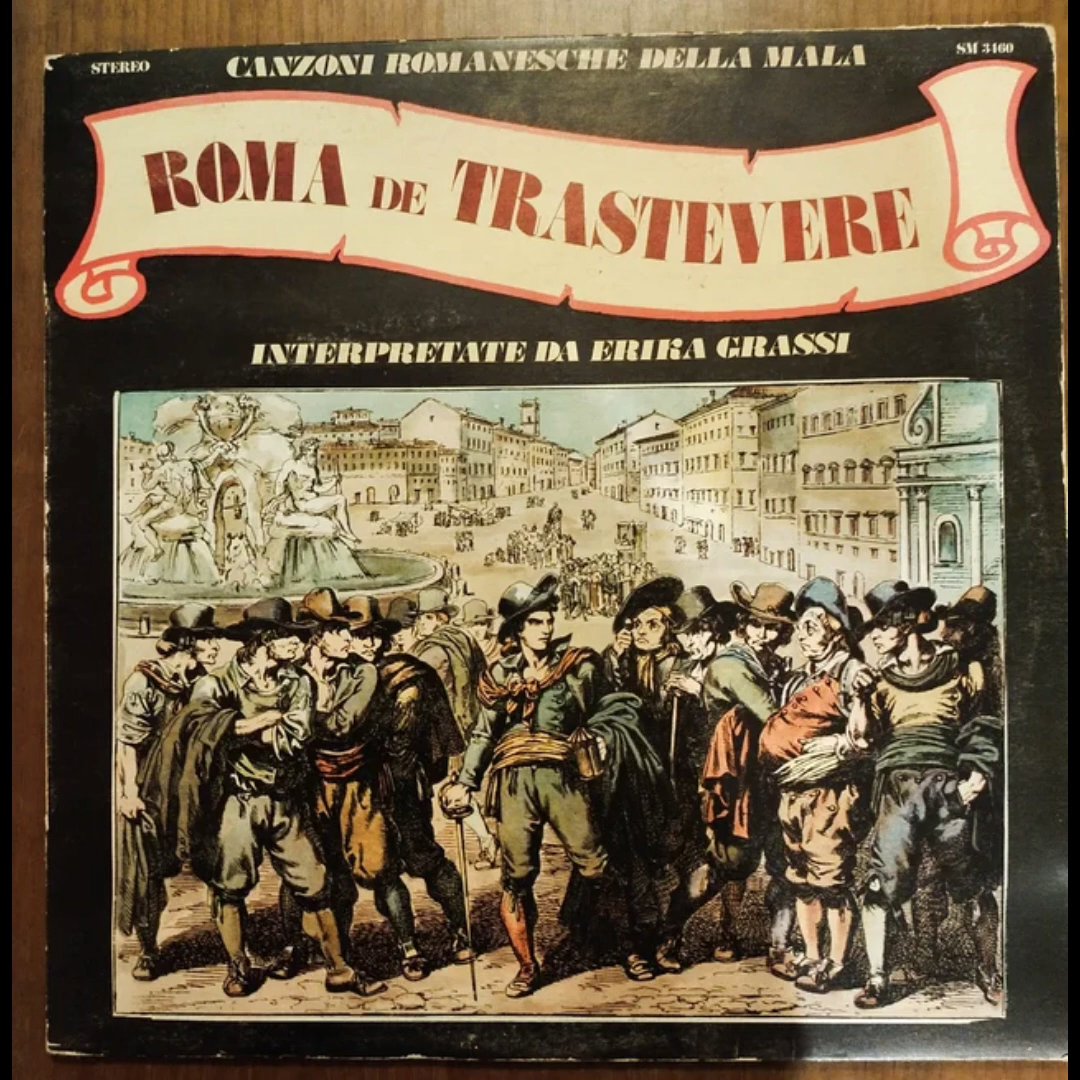 STEREO
CANZONI ROMANESCHE DELLA MALA
SM 3460
ROMA DE TRASTEVERE
INTERPRETATE DA ERIKA GRASSI